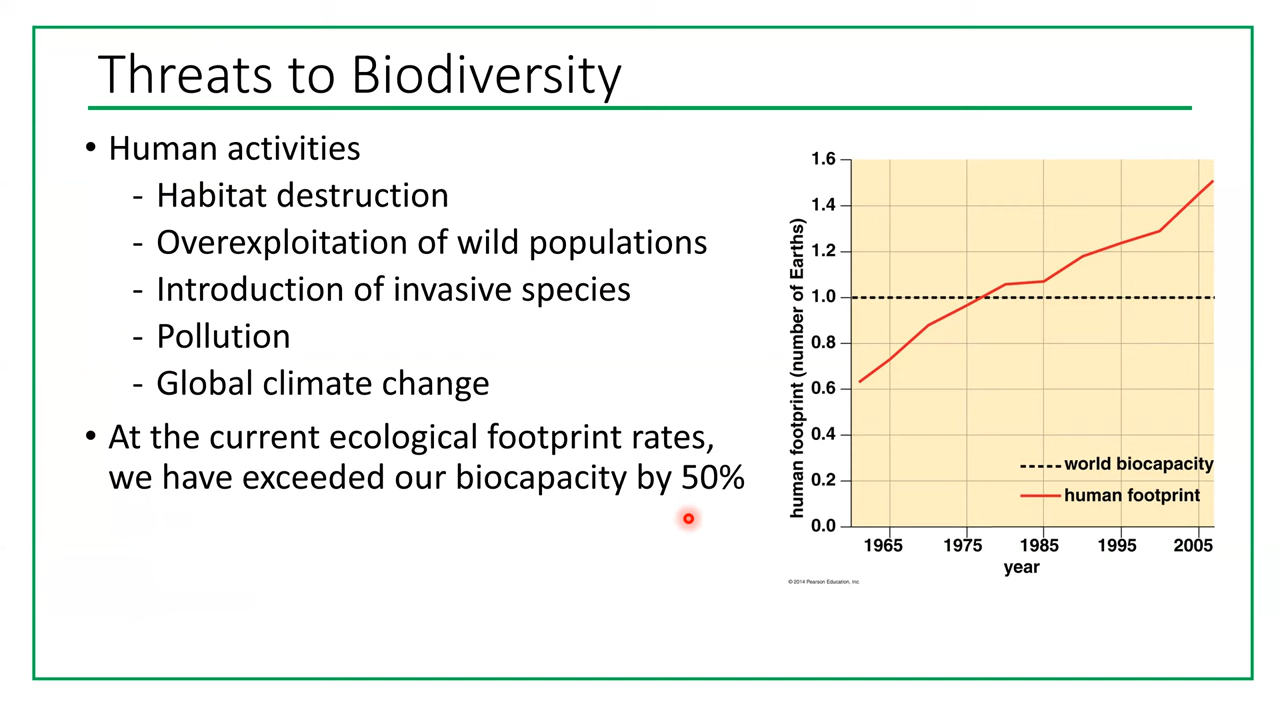 Threats to Biodiversity
• Human activities
- Habitat destruction
- Overexploitation of wild populations
- Introduction of invasive species
- Pollution
- Global climate change
• At the current ecological footprint rates,
we have exceeded our biocapacity by 50%
human footprint (number of Earths)
1.6
1.4
1.2
1.0
0.8
0.6
0.4
0.2
0.0
world biocapacity
human footprint
1965 1975 1985 1995 2005
year
© 2014 Pearson Education, Inc.